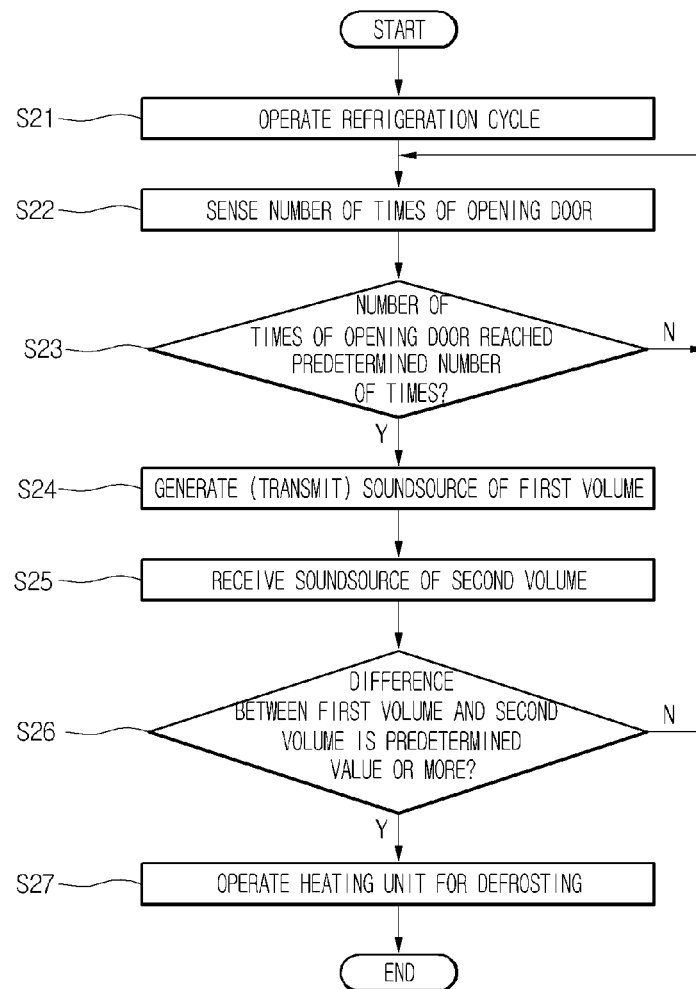 START
S21
OPERATE REFRIGERATION CYCLE
S22
SENSE NUMBER OF TIMES OF OPENING DOOR
S23
NUMBER OF
TIMES OF OPENING DOOR REACHED
PREDETERMINED NUMBER
OF TIMES?
N
Y
S24
GENERATE (TRANSMIT) SOUNDSOURCE OF FIRST VOLUME
S25
RECEIVE SOUNDSOURCE OF SECOND VOLUME
S26
DIFFERENCE
BETWEEN FIRST VOLUME AND SECOND
VOLUME IS PREDETERMINED
VALUE OR MORE?
N
Y
S27
OPERATE HEATING UNIT FOR DEFROSTING
END